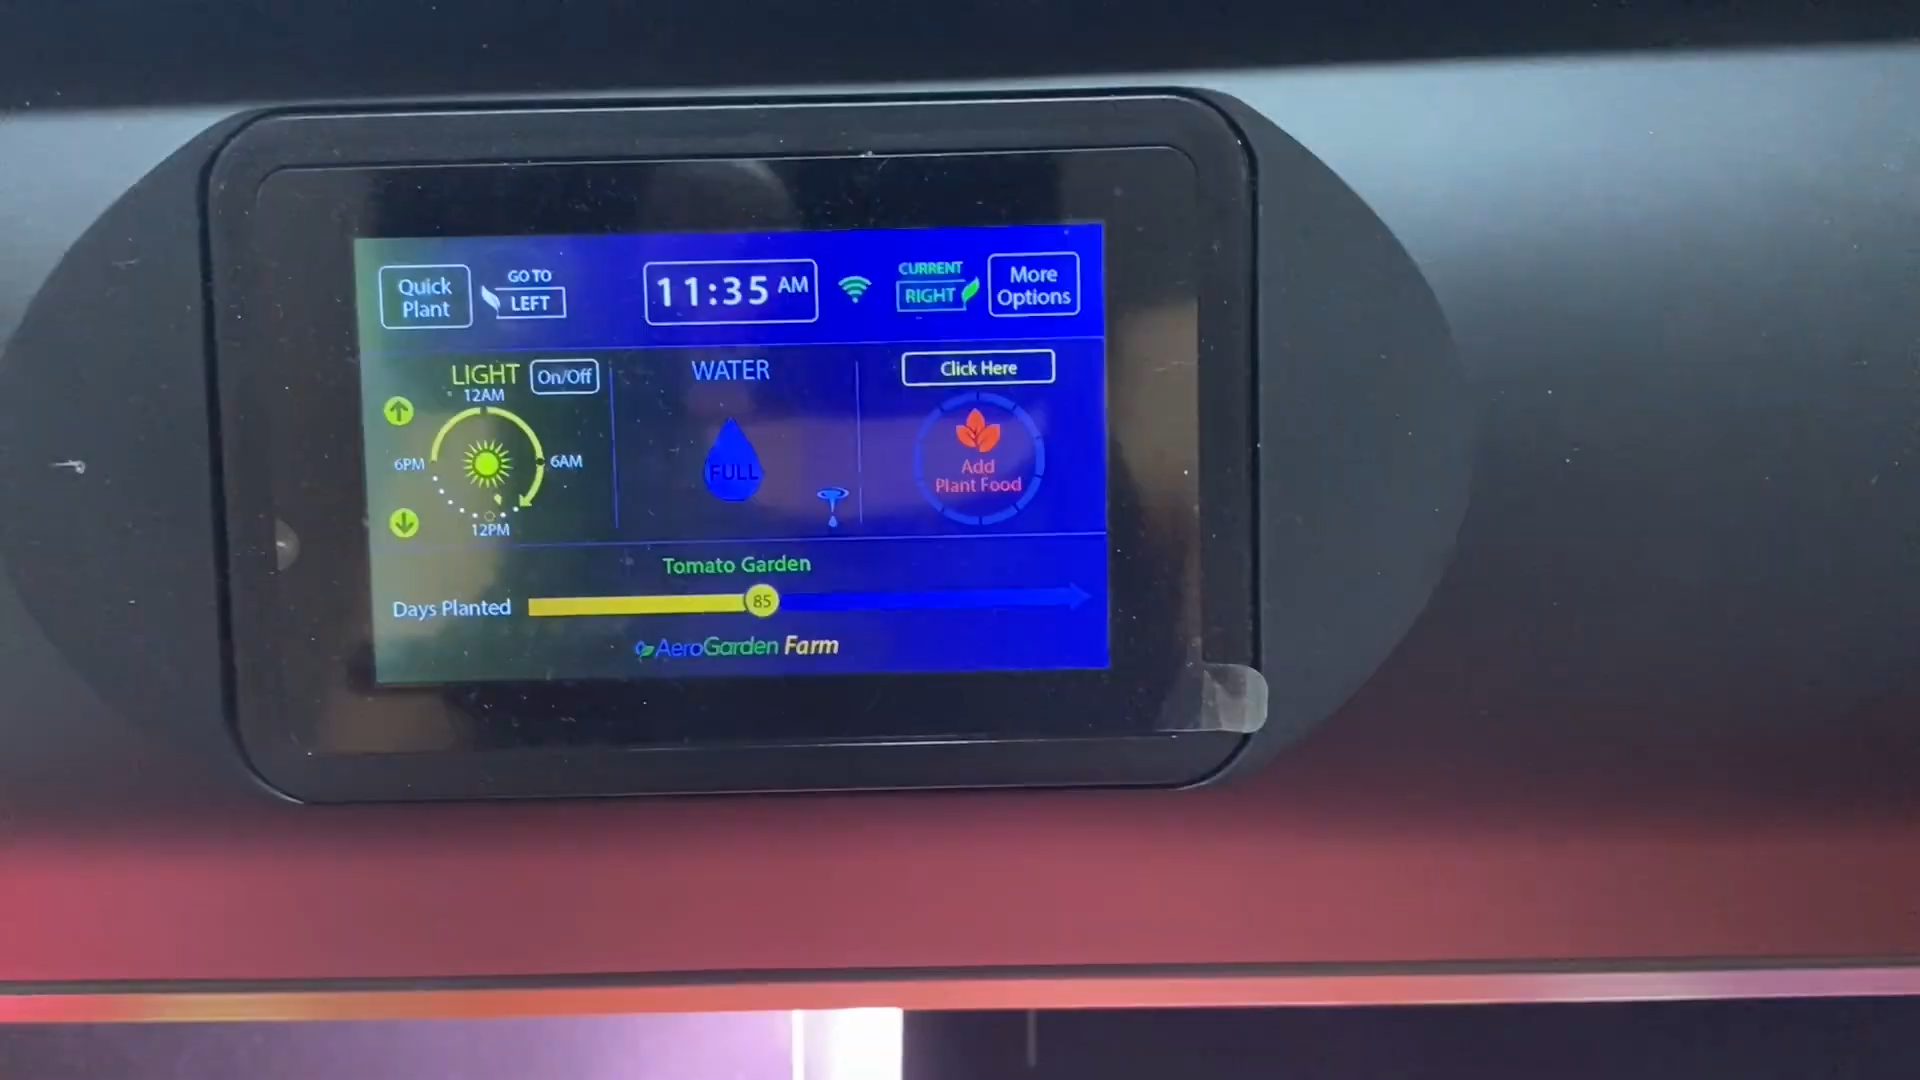 Quick
Plant
GO TO
LEFT
11:35 AM
CURRENT
RIGHT
More
Options
LIGHT
On/Off
12AM
6PM
6AM
12PM
WATER
FULL
Click Here
Add
Plant Food
Tomato Garden
Days Planted
85
AeroGarden Farm